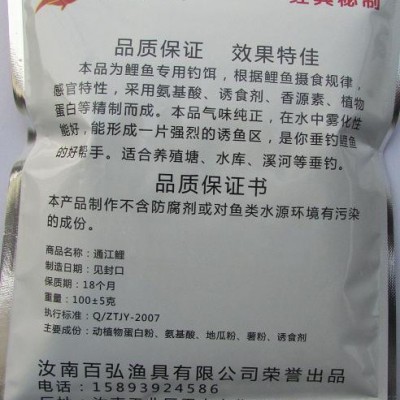 经典秘制
品质保证 效果特佳
本品为鲤鱼专用钓饵，根据鲤鱼摄食规律，
感官特性，采用氨基酸、诱食剂、香源素、植物
蛋白等精制而成。本品气味纯正，在水中雾化性
能好，能形成一片强烈的诱鱼区，是你垂钓鲤鱼
的好帮手。适合养殖塘、水库、溪河等垂钓。
品质保证书
本产品制作不含防腐剂或对鱼类水源环境有污染
的成份。
商品名称：通江鲤
制造日期：见封口
保质期：18个月
重量：100±5克
执行标准：Q/ZTJY-2007
主要成份：动植物蛋白粉、氨基酸、地瓜粉、薯粉、诱食剂
汝南百弘渔具有限公司荣誉出品
电话：15893924586